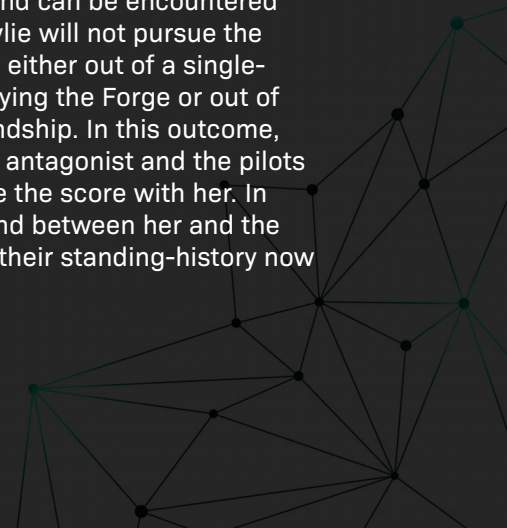 nd can be encountered
ylie will not pursue the
either out of a single-
ying the Forge or out of
ndship. In this outcome,
antagonist and the pilots
e the score with her. In
nd between her and the
their standing-history now